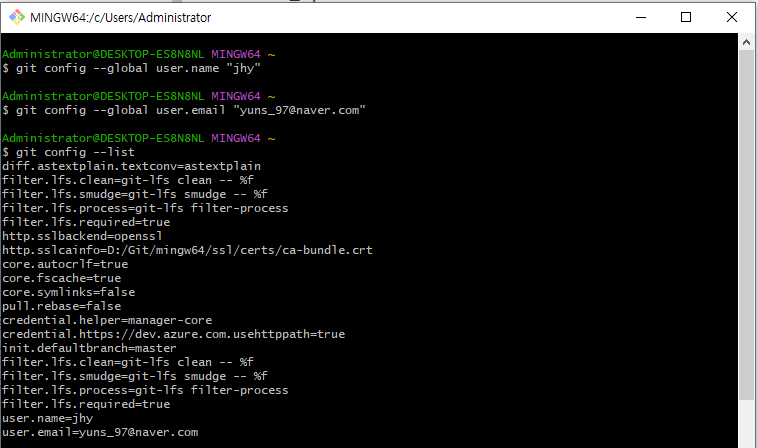 MINGW64:/c/Users/Administrator
Administrator@DESKTOP-ES8N8NL MINGW64 ~
$ git config --global user.name "jhy"
Administrator@DESKTOP-ES8N8NL MINGW64 ~
$ git config --global user.email "yuns_97@naver.com"
Administrator@DESKTOP-ES8N8NL MINGW64 ~
$ git config --list
diff.astextplain.textconv=astextplain
filter.lfs.clean=git-lfs clean -- %f
filter.lfs.smudge=git-lfs smudge -- %f
filter.lfs.process=git-lfs filter-process
filter.lfs.required=true
http.sslbackend=openssl
http.sslcainfo=D:/Git/mingw64/ssl/certs/ca-bundle.crt
core.autocrlf=true
core.fscache=true
core.symlinks=false
pull.rebase=false
credential.helper=manager-core
credential.https://dev.azure.com.usehttppath=true
init.defaultbranch=master
filter.lfs.clean=git-lfs clean -- %f
filter.lfs.smudge=git-lfs smudge -- %f
filter.lfs.process=git-lfs filter-process
filter.lfs.required=true
user.name=jhy
user.email=yuns_97@naver.com